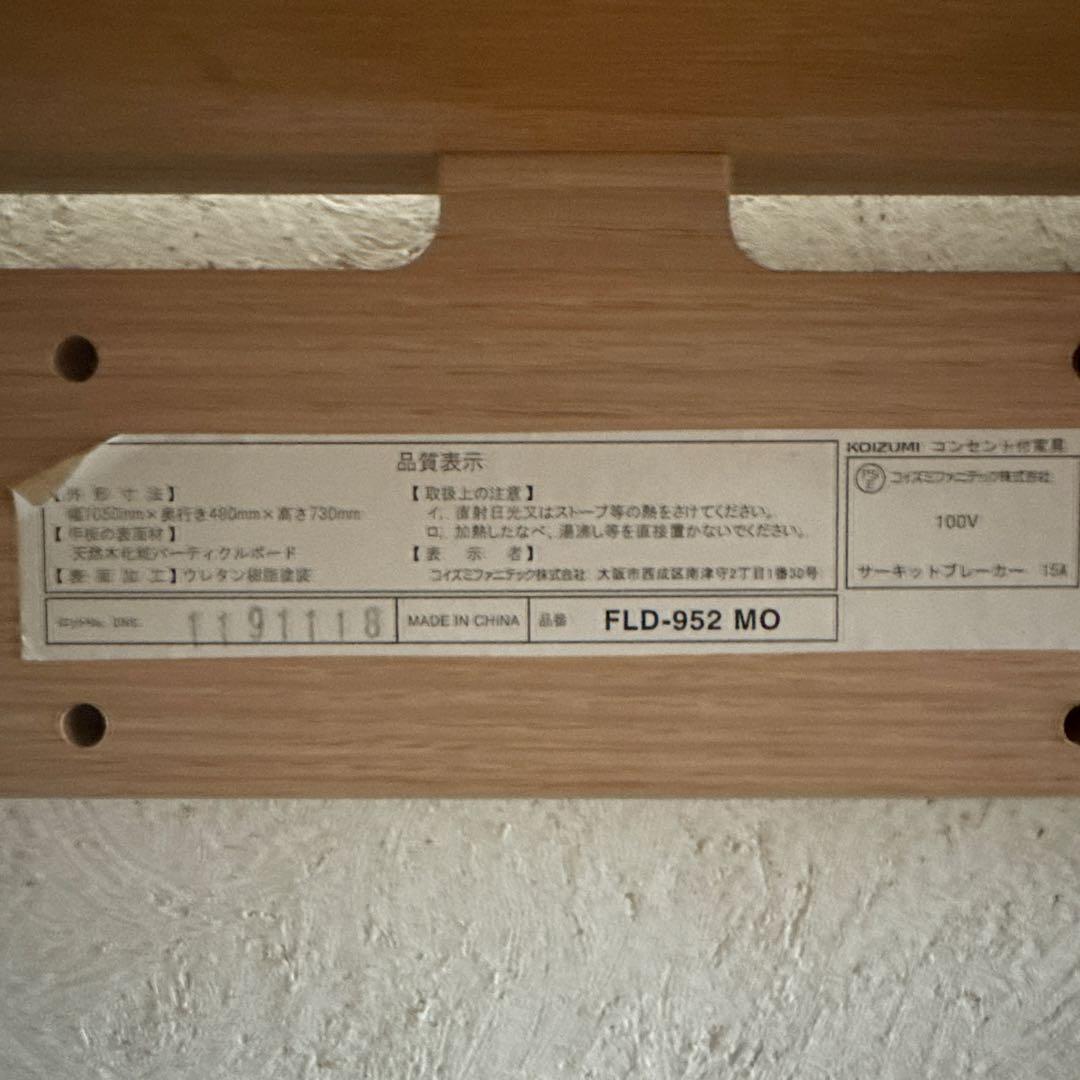 品質表示
【外形寸法】
幅1050mm×奥行き490mm×高さ730mm
【甲板の表面材】
天然木化粧パーティクルボード
【表面加工】ウレタン樹脂塗装
【取扱上の注意】
イ. 直射日光又はストーブ等の熱をさけてください。
ロ. 加熱したなべ、湯沸し等を直接置かないでください。
【表示者】
コイズミファニテック株式会社 大阪市西成区南津守2丁目1番30号
1191118
MADE IN CHINA
品番 FLD-952 MO
KOIZUMI コンセント付家具
コイズミファニテック株式会社
100V
サーキットブレーカー 15A